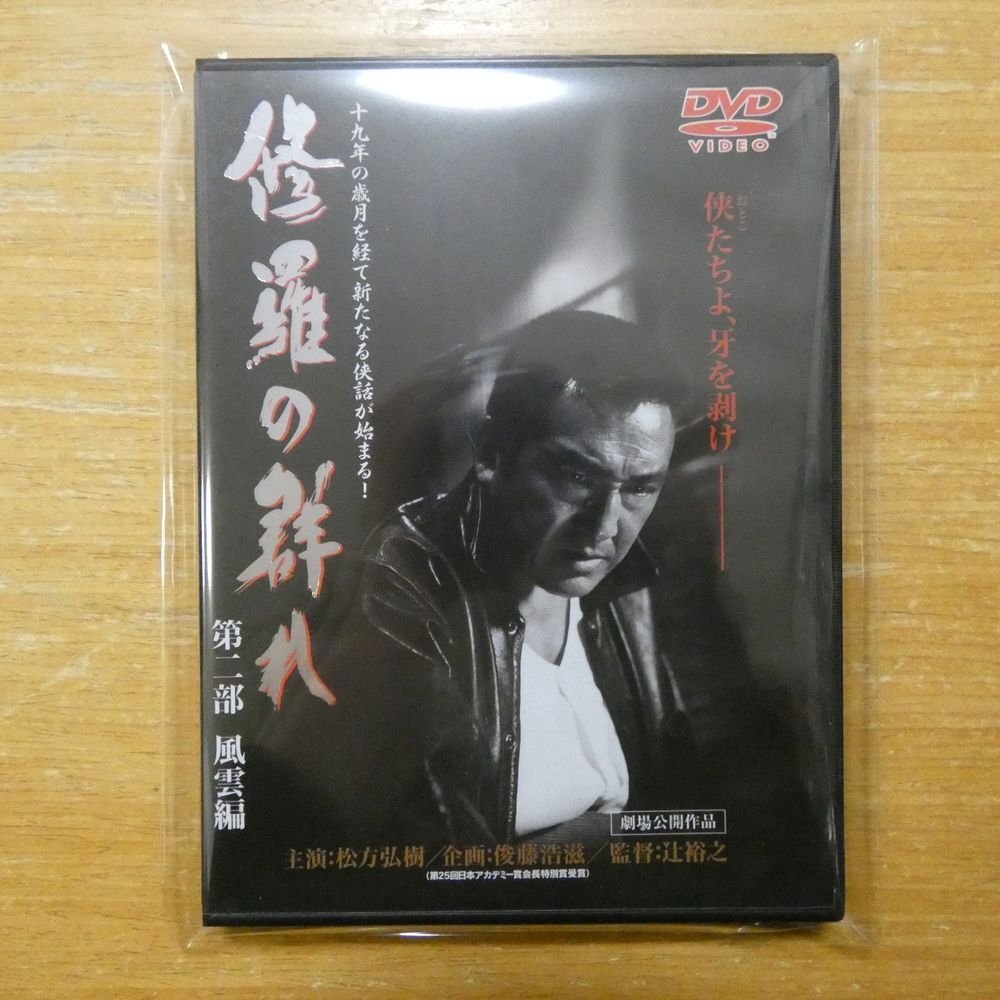 DVD
VIDEO
侠たちよ、牙を剥け
おとこ
十九年の歳月を経て新たなる侠話が始まる！
修羅の群れ
第二部 風雲編
劇場公開作品
主演：松方弘樹／企画：俊藤浩滋／監督：辻裕之
（第25回日本アカデミー賞会長特別賞受賞）